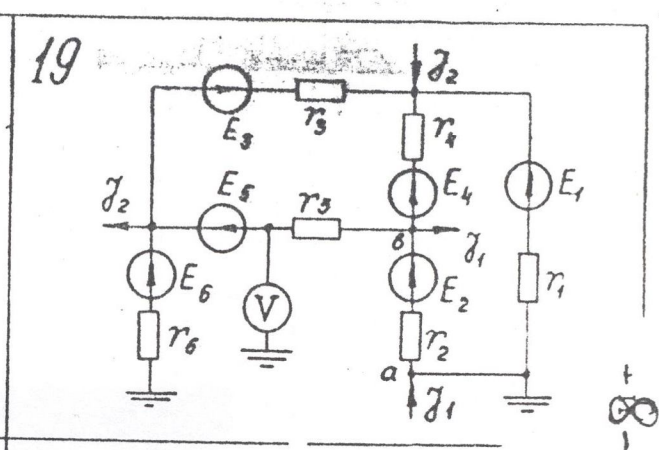 19
J₂
E₃ r₃ r₄
E₄ E₁
J₂ E₅ r₅
в J₁
E₆ V E₂ r₁
r₆ r₂
a
J₁